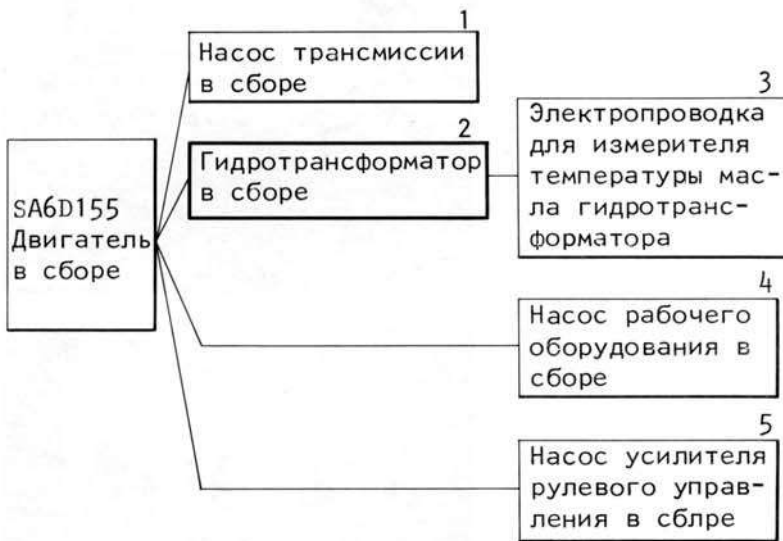 1
Насос трансмиссии
в сборе
2
Гидротрансформатор
в сборе
3
Электропроводка
для измерителя
температуры мас-
ла гидротранс-
форматора
SA6D155
Двигатель
в сборе
4
Насос рабочего
оборудования в
сборе
5
Насос усилителя
рулевого управ-
ления в сблре